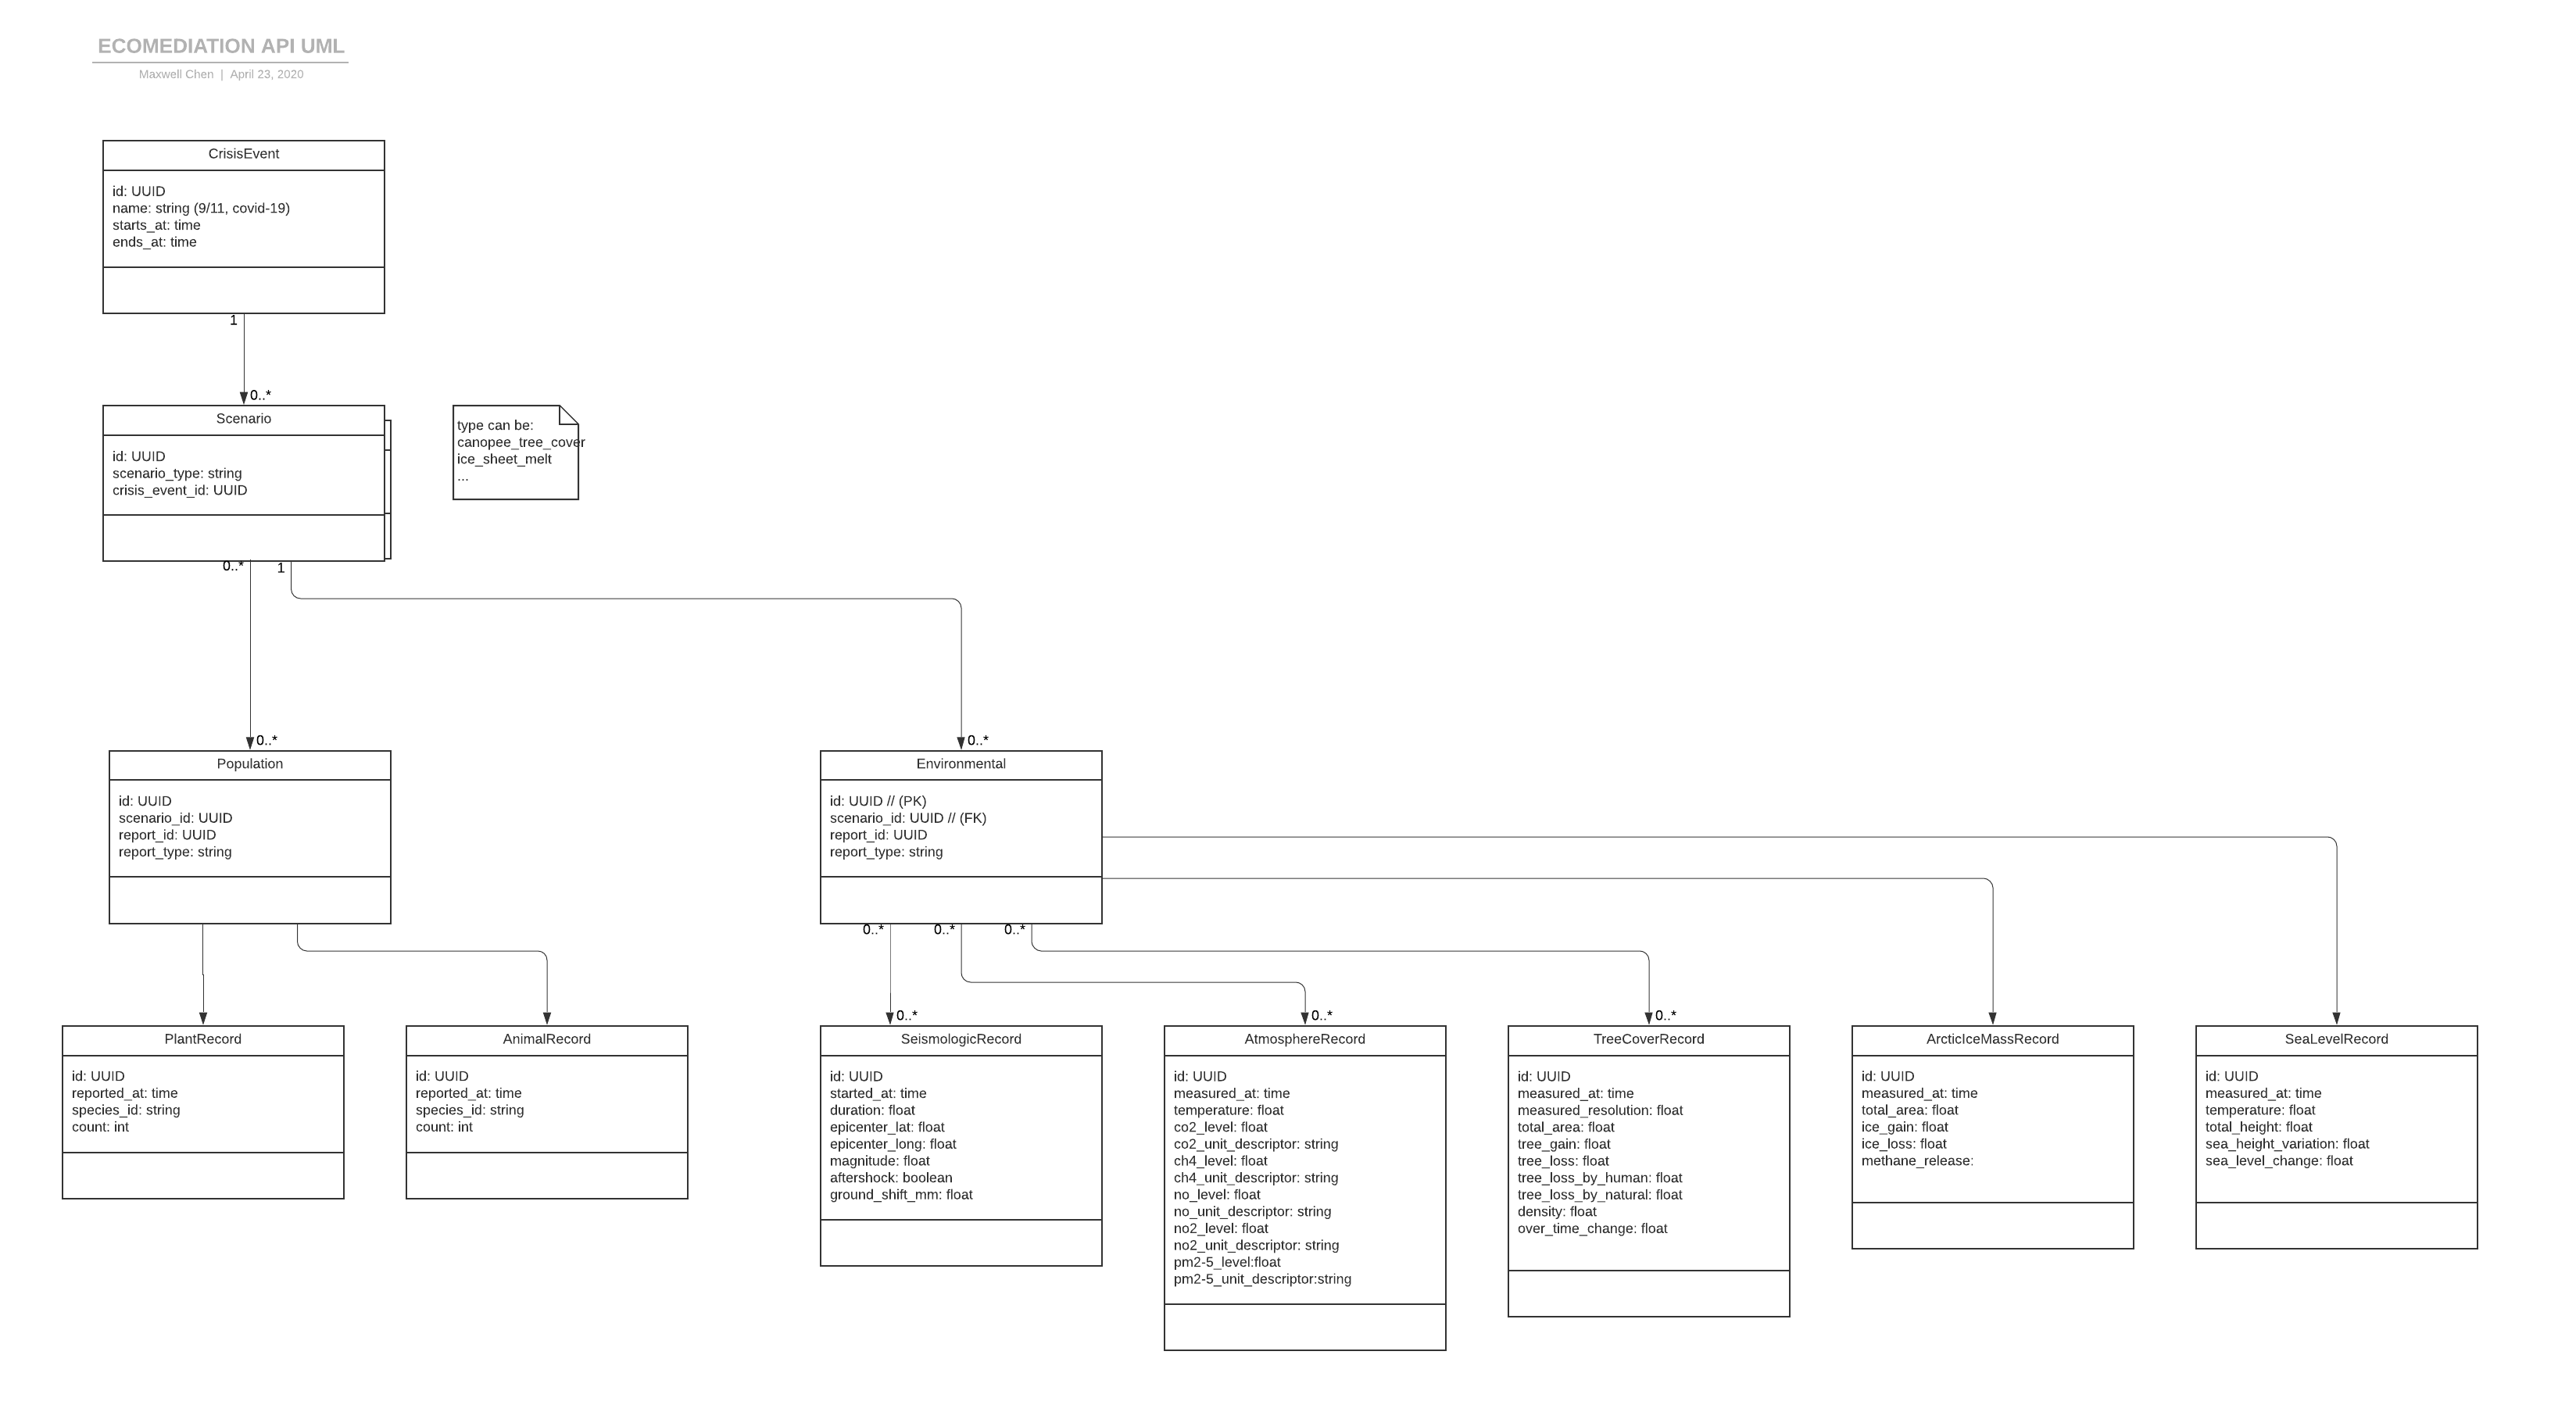 ECOMEDIATION API UML
Maxwell Chen | April 23, 2020
CrisisEvent
id: UUID
name: string (9/11, covid-19)
starts_at: time
ends_at: time
1
0..*
Scenario
id: UUID
scenario_type: string
crisis_event_id: UUID
type can be:
canopee_tree_cover
ice_sheet_melt
...
0..*
1
0..*
0..*
Population
id: UUID
scenario_id: UUID
report_id: UUID
report_type: string
Environmental
id: UUID // (PK)
scenario_id: UUID // (FK)
report_id: UUID
report_type: string
0..*
0..*
0..*
0..*
0..*
0..*
PlantRecord
id: UUID
reported_at: time
species_id: string
count: int
AnimalRecord
id: UUID
reported_at: time
species_id: string
count: int
SeismologicRecord
id: UUID
started_at: time
duration: float
epicenter_lat: float
epicenter_long: float
magnitude: float
aftershock: boolean
ground_shift_mm: float
AtmosphereRecord
id: UUID
measured_at: time
temperature: float
co2_level: float
co2_unit_descriptor: string
ch4_level: float
ch4_unit_descriptor: string
no_level: float
no_unit_descriptor: string
no2_level: float
no2_unit_descriptor: string
pm2-5_level:float
pm2-5_unit_descriptor:string
TreeCoverRecord
id: UUID
measured_at: time
measured_resolution: float
total_area: float
tree_gain: float
tree_loss: float
tree_loss_by_human: float
tree_loss_by_natural: float
density: float
over_time_change: float
ArcticIceMassRecord
id: UUID
measured_at: time
total_area: float
ice_gain: float
ice_loss: float
methane_release:
SeaLevelRecord
id: UUID
measured_at: time
temperature: float
total_height: float
sea_height_variation: float
sea_level_change: float